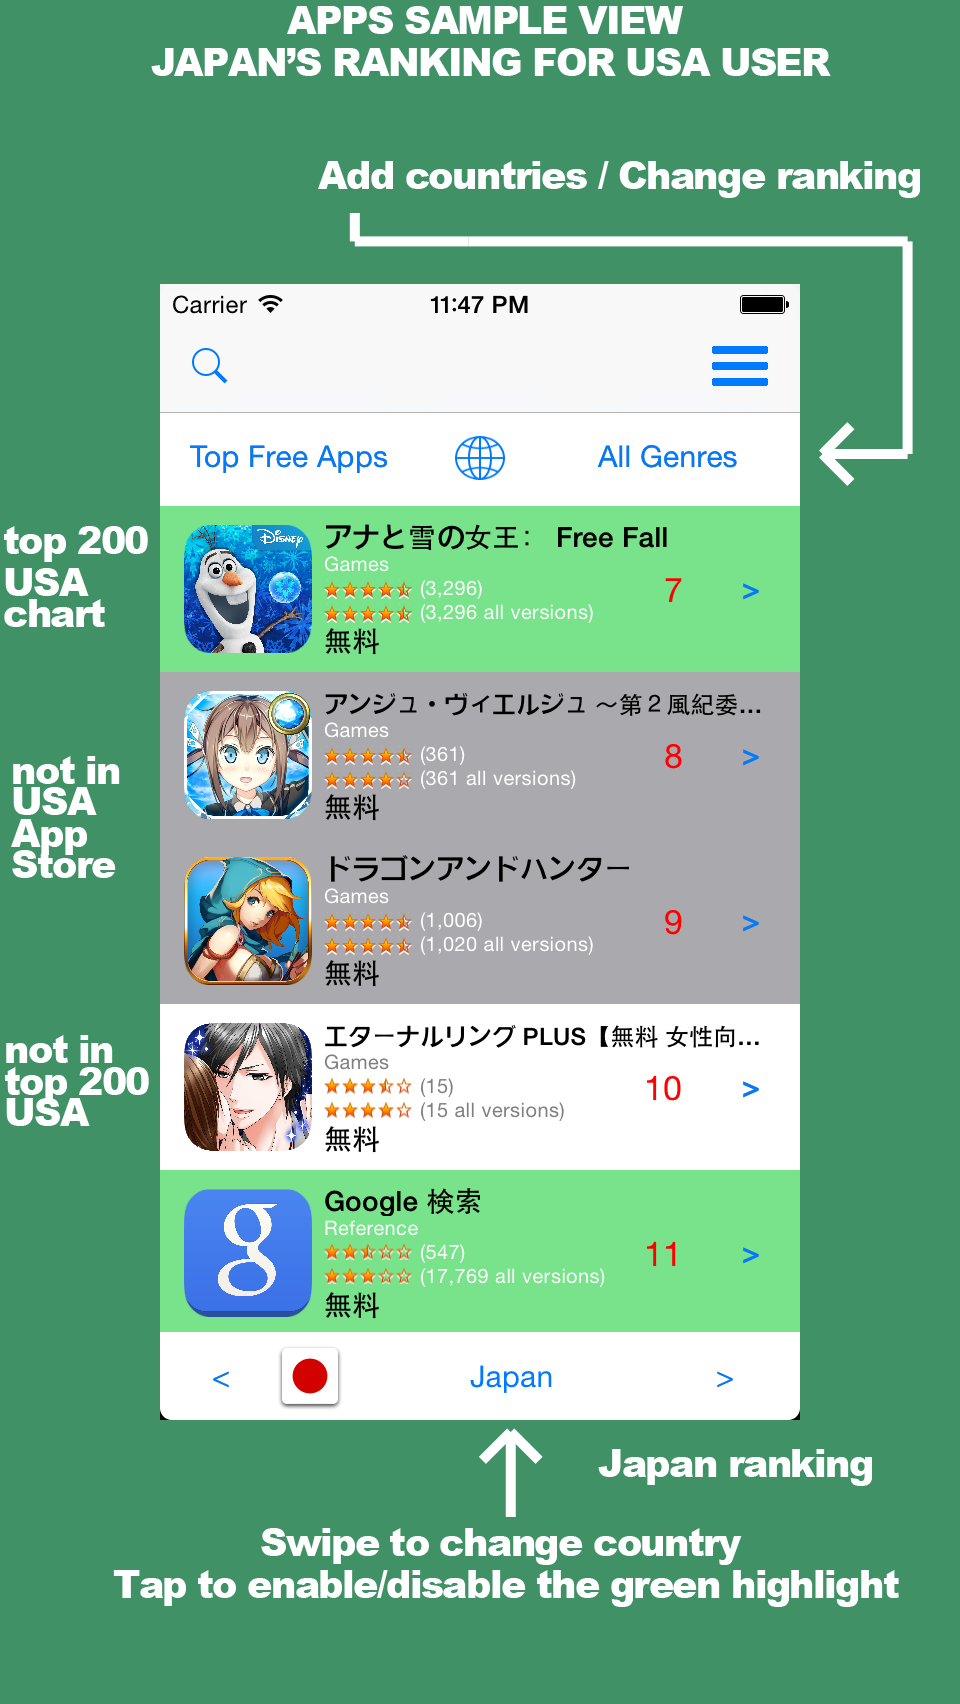 APPS SAMPLE VIEW
JAPAN'S RANKING FOR USA USER
Add countries / Change ranking
Carrier 11:47 PM
Top Free Apps All Genres
top 200
USA
chart
Disney
アナと雪の女王： Free Fall
Games
(3,296)
(3,296 all versions)
無料
7 >
not in
USA
App
Store
アンジュ・ヴィエルジュ ～第２風紀委...
Games
(361)
(361 all versions)
無料
8 >
ドラゴンアンドハンター
Games
(1,006)
(1,020 all versions)
無料
9 >
not in
top 200
USA
エターナルリング PLUS【無料 女性向...
Games
(15)
(15 all versions)
無料
10 >
g
Google 検索
Reference
(547)
(17,769 all versions)
無料
11 >
< Japan >
Japan ranking
Swipe to change country
Tap to enable/disable the green highlight